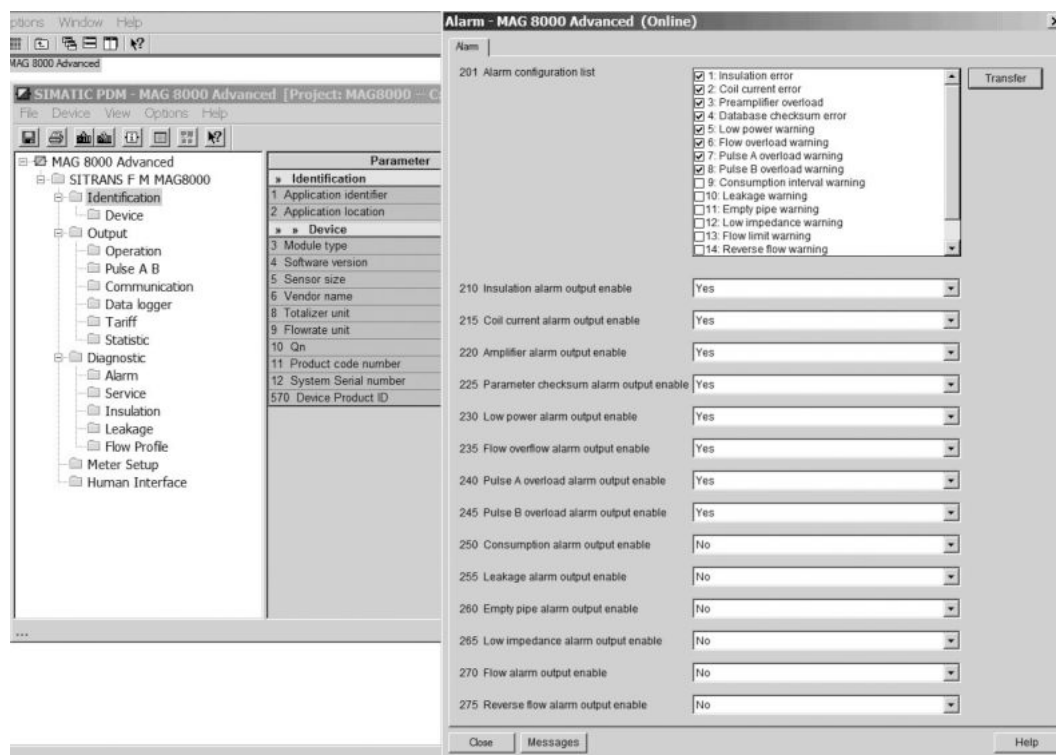 ptions Window Help
MAG 8000 Advanced
SIMATIC PDM - MAG 8000 Advanced [Project: MAG8000 -- C
File Device View Options Help
MAG 8000 Advanced
SITRANS F M MAG8000
Identification
Device
Output
Operation
Pulse A B
Communication
Data logger
Tariff
Statistic
Diagnostic
Alarm
Service
Insulation
Leakage
Flow Profile
Meter Setup
Human Interface
...
Parameter
» Identification
1 Application identifier
2 Application location
» » Device
3 Module type
4 Software version
5 Sensor size
6 Vendor name
8 Totalizer unit
9 Flowrate unit
10 Qn
11 Product code number
12 System Serial number
570 Device Product ID
Alarm - MAG 8000 Advanced (Online)
Alarm
201 Alarm configuration list
1: Insulation error
2: Coil current error
3: Preamplifier overload
4: Database checksum error
5: Low power warning
6: Flow overload warning
7: Pulse A overload warning
8: Pulse B overload warning
9: Consumption interval warning
10: Leakage warning
11: Empty pipe warning
12: Low impedance warning
13: Flow limit warning
14: Reverse flow warning
Transfer
210 Insulation alarm output enable Yes
215 Coil current alarm output enable Yes
220 Amplifier alarm output enable Yes
225 Parameter checksum alarm output enable Yes
230 Low power alarm output enable Yes
235 Flow overflow alarm output enable Yes
240 Pulse A overload alarm output enable Yes
245 Pulse B overload alarm output enable Yes
250 Consumption alarm output enable No
255 Leakage alarm output enable No
260 Empty pipe alarm output enable No
265 Low impedance alarm output enable No
270 Flow alarm output enable No
275 Reverse flow alarm output enable No
Close Messages Help